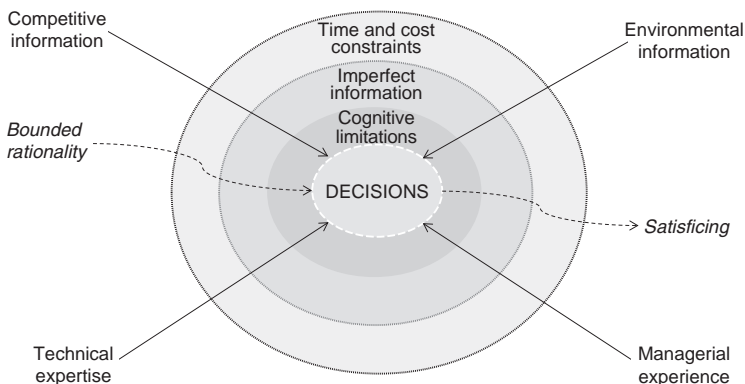 Competitive
information
Time and cost
constraints
Environmental
information
Imperfect
information
Cognitive
limitations
Bounded
rationality
DECISIONS
Satisficing
Technical
expertise
Managerial
experience